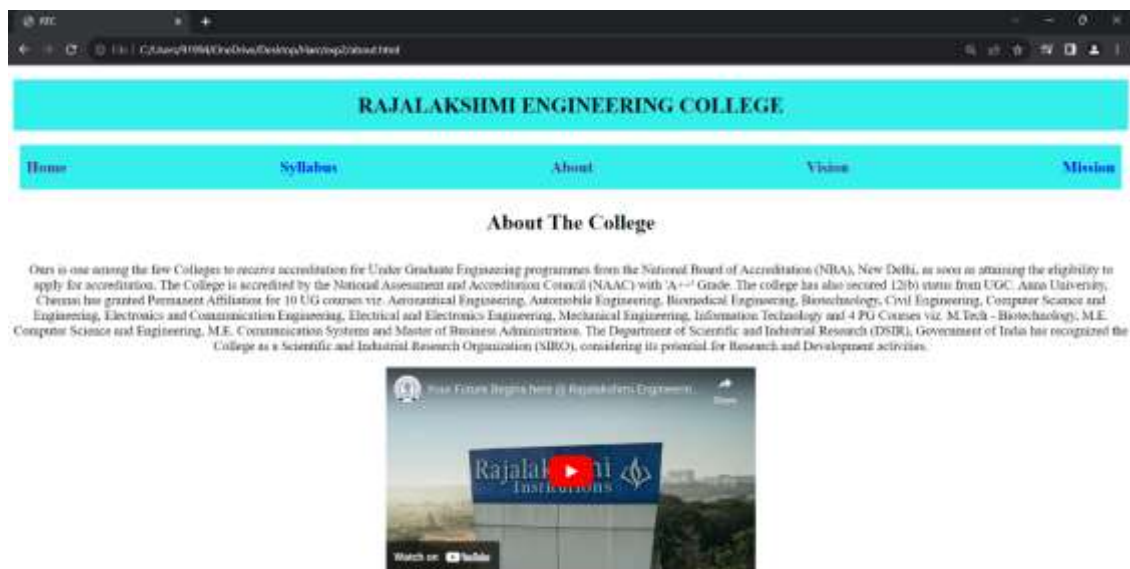 REC
C:/Users/91994/OneDrive/Desktop/
about.html
RAJALAKSHMI ENGINEERING COLLEGE
Home Syllabus About Vision Mission
About The College
Ours is one among the few Colleges to receive accreditation for Under Graduate Engineering programmes from the National Board of Accreditation (NBA), New Delhi, as soon as attaining the eligibility to
apply for accreditation. The College is accredited by the National Assessment and Accreditation Council (NAAC) with 'A++' Grade. The college has also secured 12(b) status from UGC. Anna University,
Chennai has granted Permanent Affiliation for 10 UG courses viz. Aeronautical Engineering, Automobile Engineering, Biomedical Engineering, Biotechnology, Civil Engineering, Computer Science and
Engineering, Electronics and Communication Engineering, Electrical and Electronics Engineering, Mechanical Engineering, Information Technology and 4 PG Courses viz. M.Tech - Biotechnology, M.E.
Computer Science and Engineering, M.E. Communication Systems and Master of Business Administration. The Department of Scientific and Industrial Research (DSIR), Government of India has recognized the
College as a Scientific and Industrial Research Organization (SIRO), considering its potential for Research and Development activities.
Your Future Begins here @ Rajalakshmi Engineerin...
Share
Institutions
Watch on YouTube